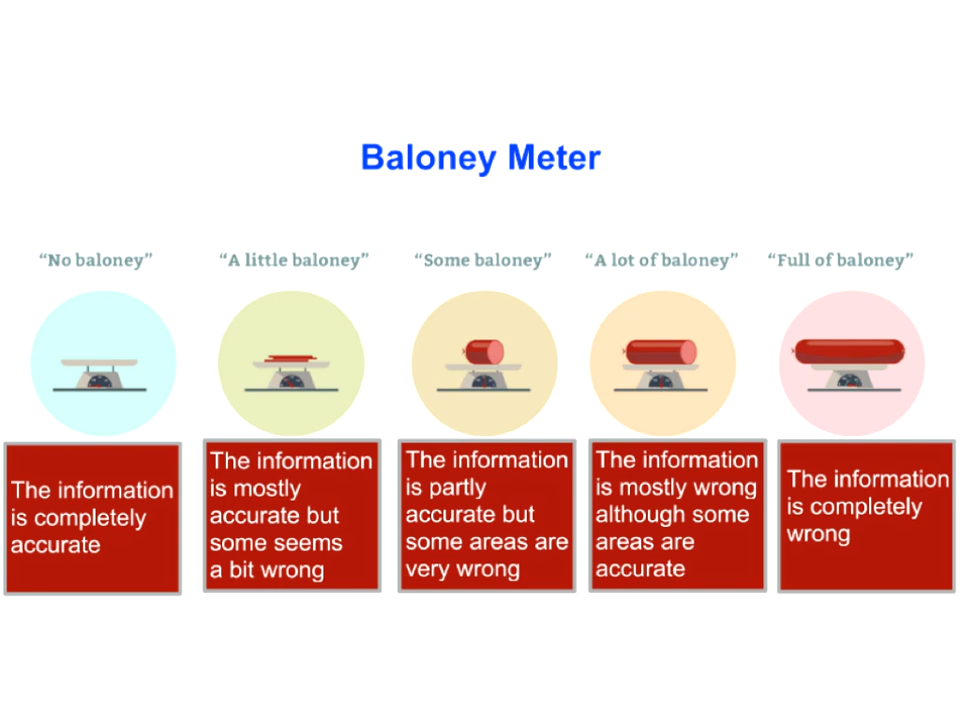 Baloney Meter
“No baloney”
“A little baloney”
“Some baloney”
“A lot of baloney”
“Full of baloney”
The information
is completely
accurate
The information
is mostly
accurate but
some seems
a bit wrong
The information
is partly
accurate but
some areas are
very wrong
The information
is mostly wrong
although some
areas are
accurate
The information
is completely
wrong